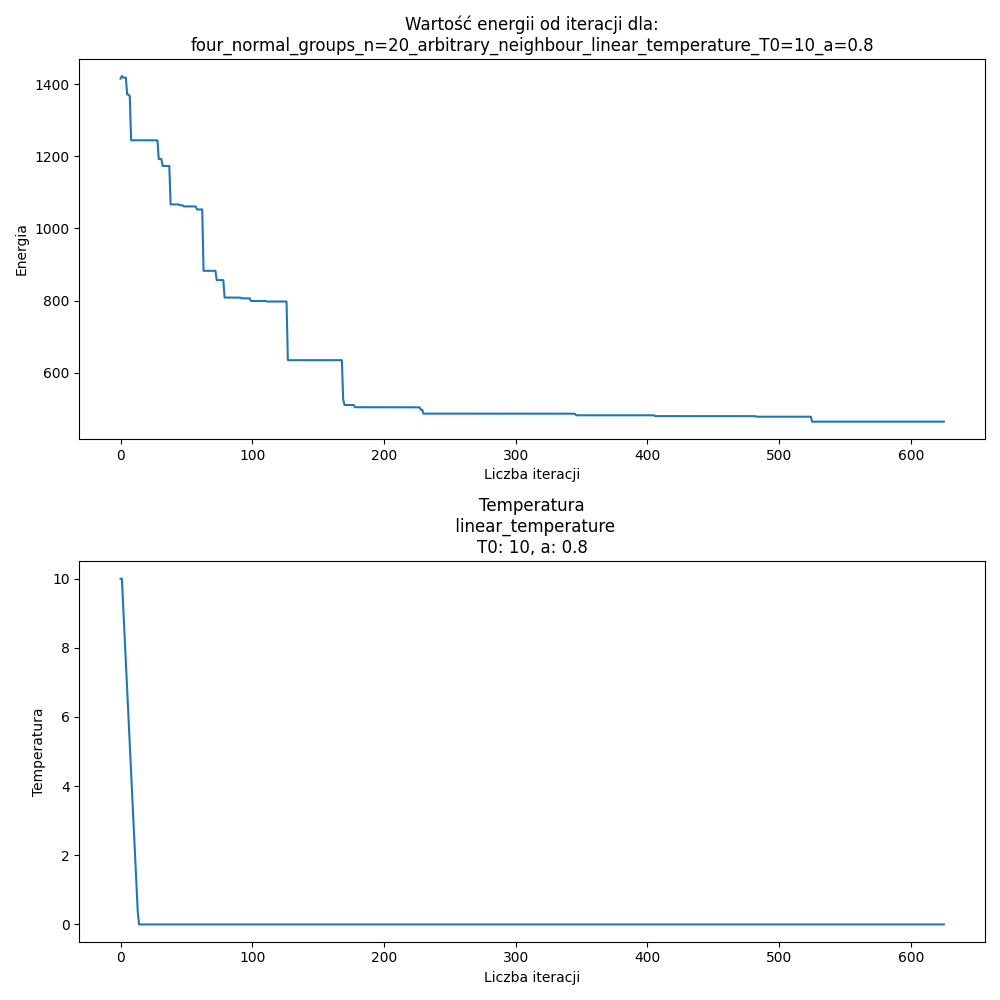 Wartość energii od iteracji dla:
four_normal_groups_n=20_arbitrary_neighbour_linear_temperature_T0=10_a=0.8
1400
1200
1000
800
600
Energia
0 100 200 300 400 500 600
Liczba iteracji
Temperatura
linear_temperature
T0: 10, a: 0.8
10
8
6
4
2
0
Temperatura
0 100 200 300 400 500 600
Liczba iteracji